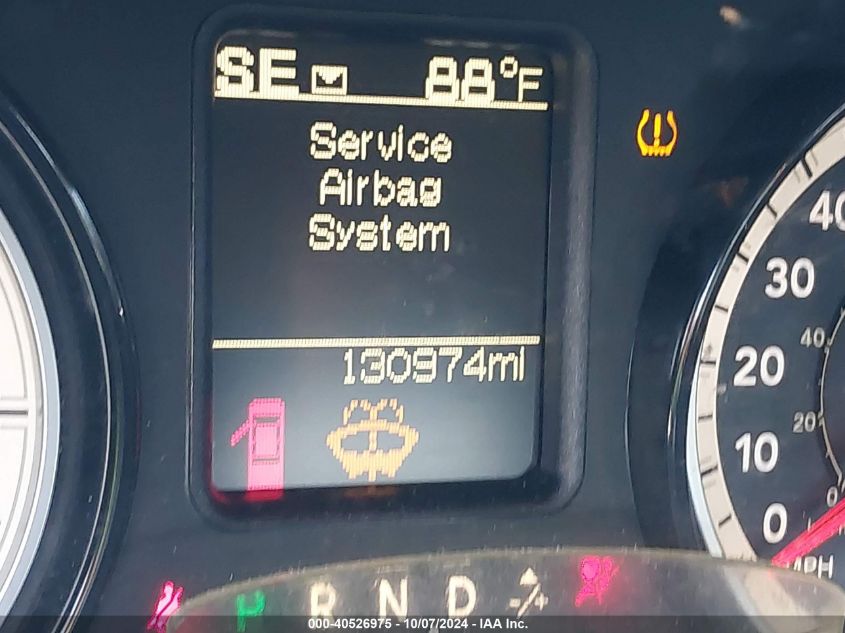 SE 88°F
Service
Airbag
System
130974mi
40
30
20
10
0
MPH
40
20
0
P R N D -/+
000-40526975 - 10/07/2024 - IAA Inc.